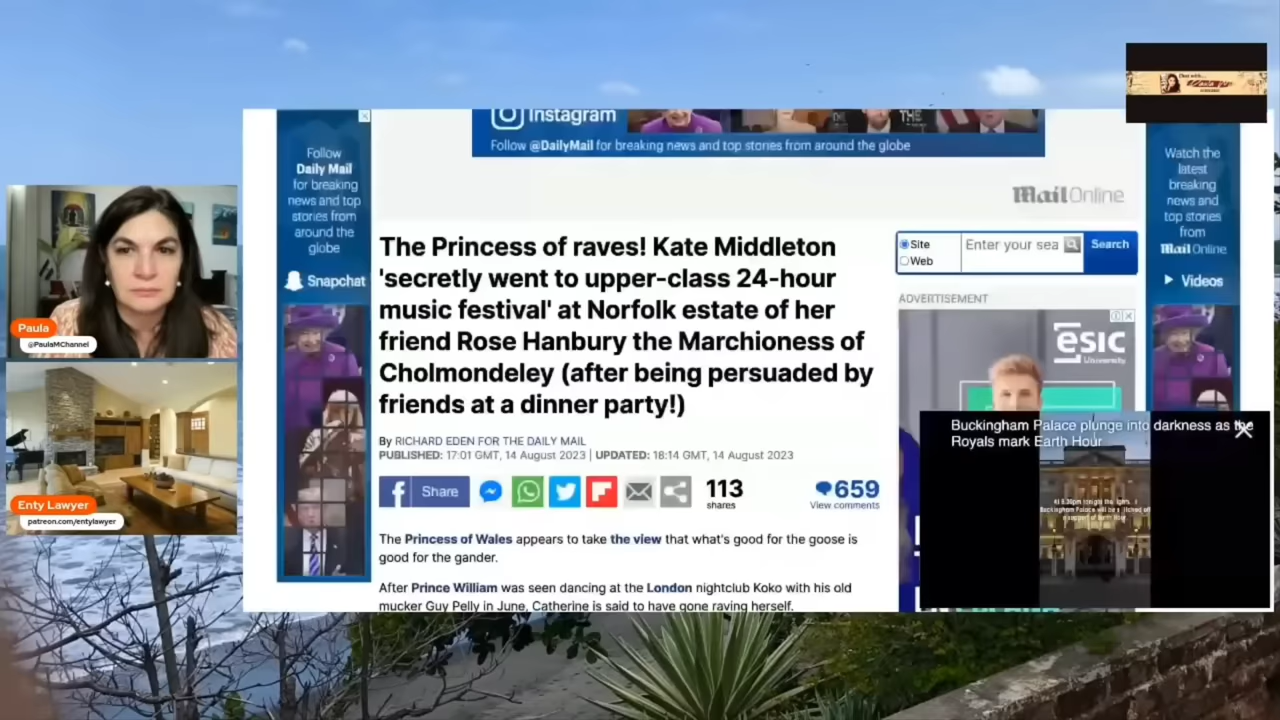 Instagram
Follow @DailyMail for breaking news and top stories from around the globe
Follow
Daily Mail
for breaking
news and top
stories from
around the
globe
Snapchat
Paula
@PaulaMChannel
Enty Lawyer
patreon.com/entylawyer
The Princess of raves! Kate Middleton
'secretly went to upper-class 24-hour
music festival' at Norfolk estate of her
friend Rose Hanbury the Marchioness of
Cholmondeley (after being persuaded by
friends at a dinner party!)
By RICHARD EDEN FOR THE DAILY MAIL
PUBLISHED: 17:01 GMT, 14 August 2023 | UPDATED: 18:14 GMT, 14 August 2023
Share
113
shares
659
View comments
The Princess of Wales appears to take the view that what's good for the goose is
good for the gander.
After Prince William was seen dancing at the London nightclub Koko with his old
mucker Guy Pelly in June, Catherine is said to have gone raving herself.
Mail Online
Site
Web
Enter your sea
Search
ADVERTISEMENT
esic
University
Watch the
latest
breaking
news and
top stories
from
Mail Online
Videos
Buckingham Palace plunge into darkness as the
Royals mark Earth Hour